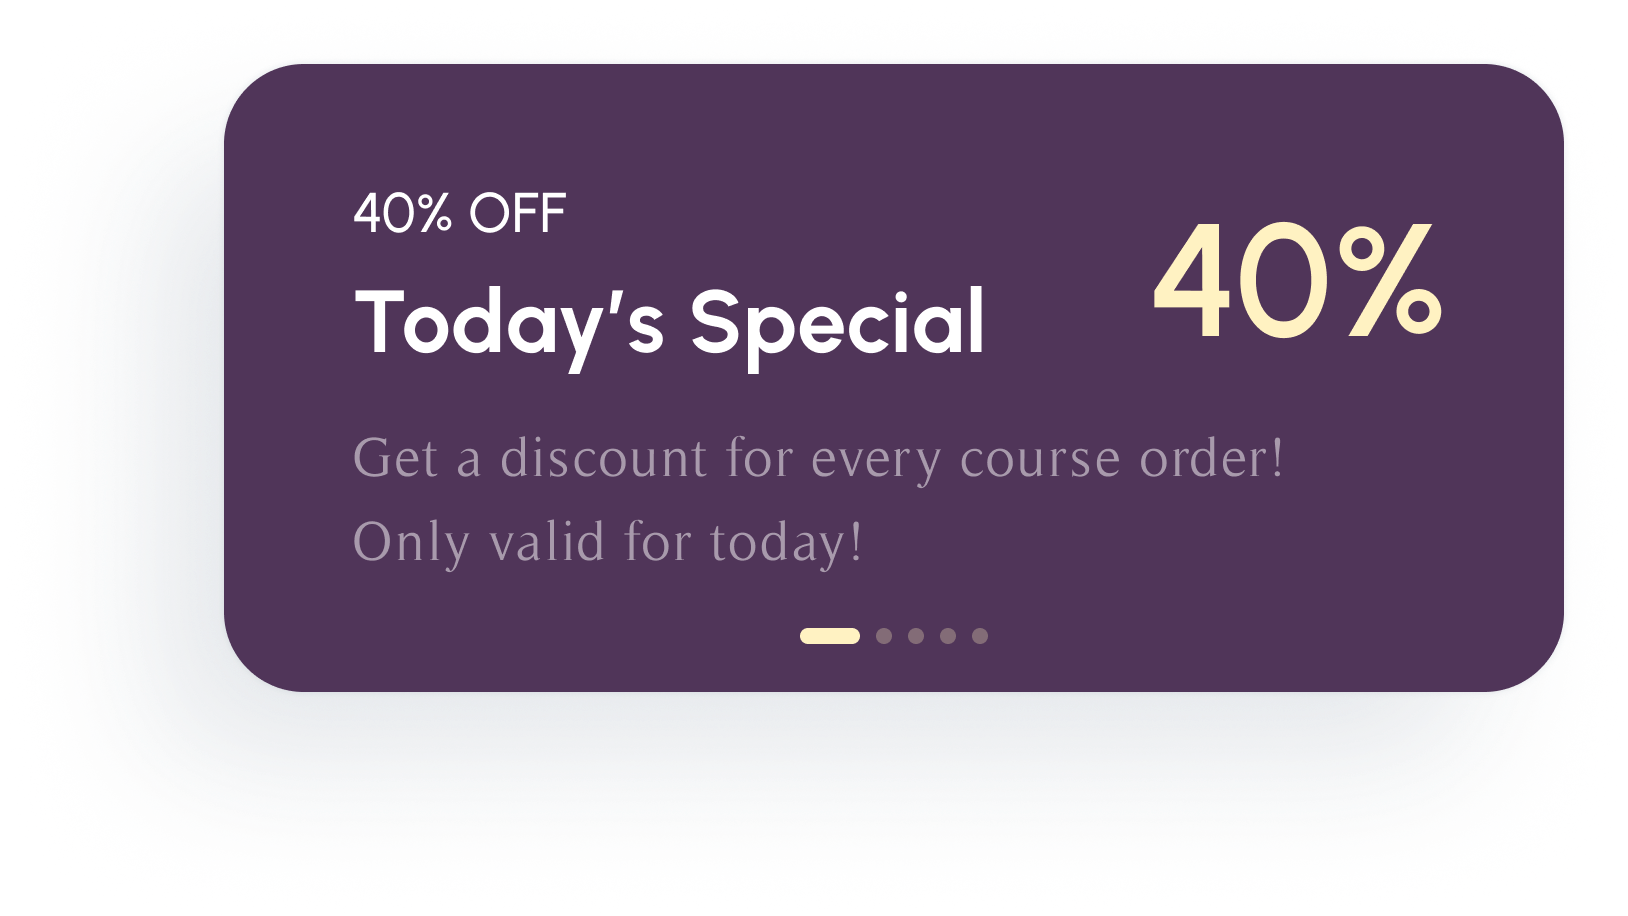 40% OFF
Today’s Special
40%
Get a discount for every course order!
Only valid for today!